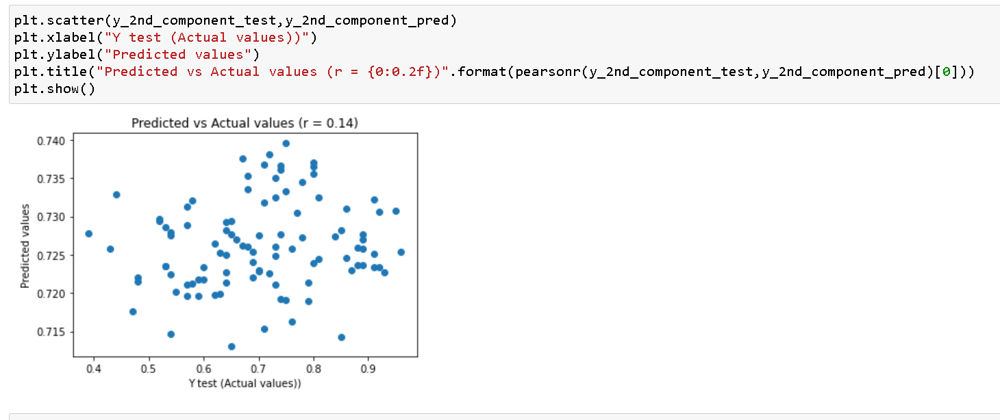 plt.scatter(y_2nd_component_test,y_2nd_component_pred)
plt.xlabel("Y test (Actual values))")
plt.ylabel("Predicted values")
plt.title("Predicted vs Actual values (r = {0:0.2f})".format(pearsonr(y_2nd_component_test,y_2nd_component_pred)[0]))
plt.show()
Predicted vs Actual values (r = 0.14)
0.740
0.735
0.730
0.725
0.720
0.715
Predicted values
0.4 0.5 0.6 0.7 0.8 0.9
Y test (Actual values))